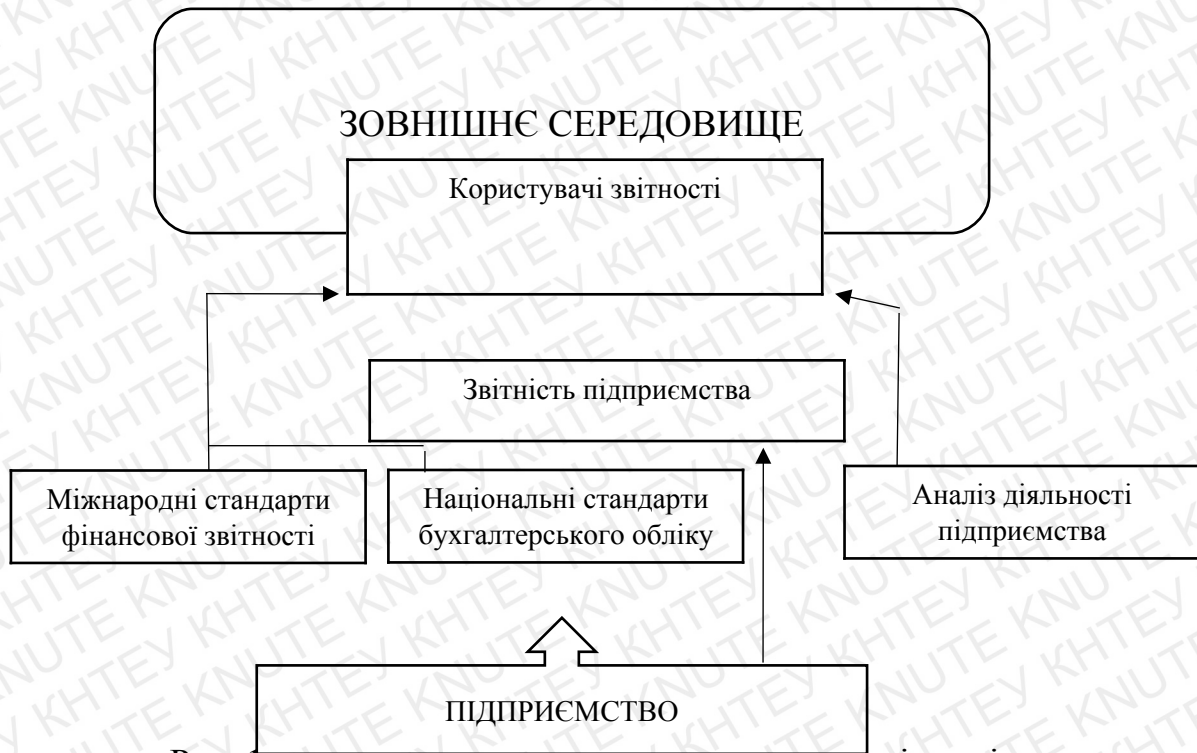 ЗОВНІШНЄ СЕРЕДОВИЩЕ
Користувачі звітності
Звітність підприємства
Міжнародні стандарти
фінансової звітності
Національні стандарти
бухгалтерського обліку
Аналіз діяльності
підприємства
ПІДПРИЄМСТВО